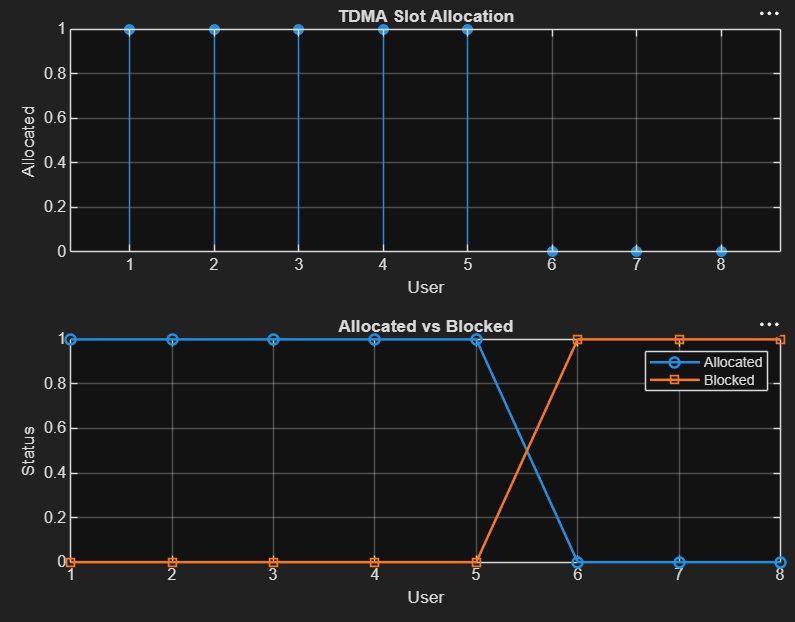 TDMA Slot Allocation
1
0.8
0.6
0.4
0.2
0
Allocated
1 2 3 4 5 6 7 8
User
Allocated vs Blocked
1
0.8
0.6
0.4
0.2
0
Status
Allocated
Blocked
1 2 3 4 5 6 7 8
User